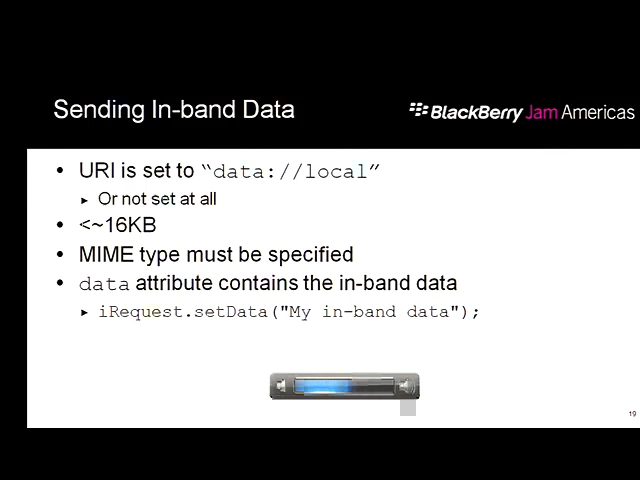 Sending In-band Data
BlackBerry Jam Americas
• URI is set to “data://local”
▸ Or not set at all
• <~16KB
• MIME type must be specified
• data attribute contains the in-band data
▸ iRequest.setData("My in-band data");
19